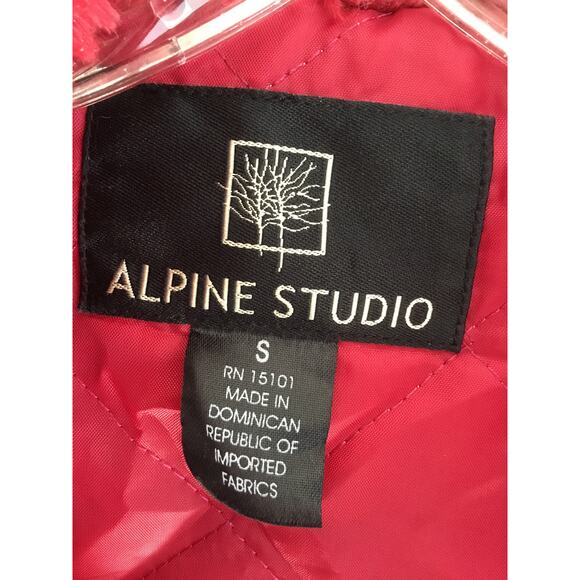 ALPINE STUDIO
S
RN 15101
MADE IN
DOMINICAN
REPUBLIC OF
IMPORTED
FABRICS